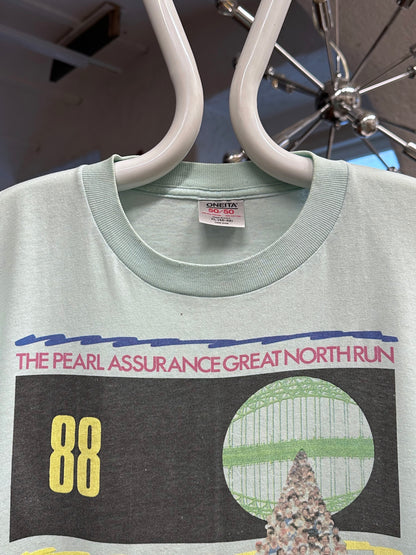 ONEITA
50/50
THE PEARL ASSURANCE GREAT NORTH RUN
88